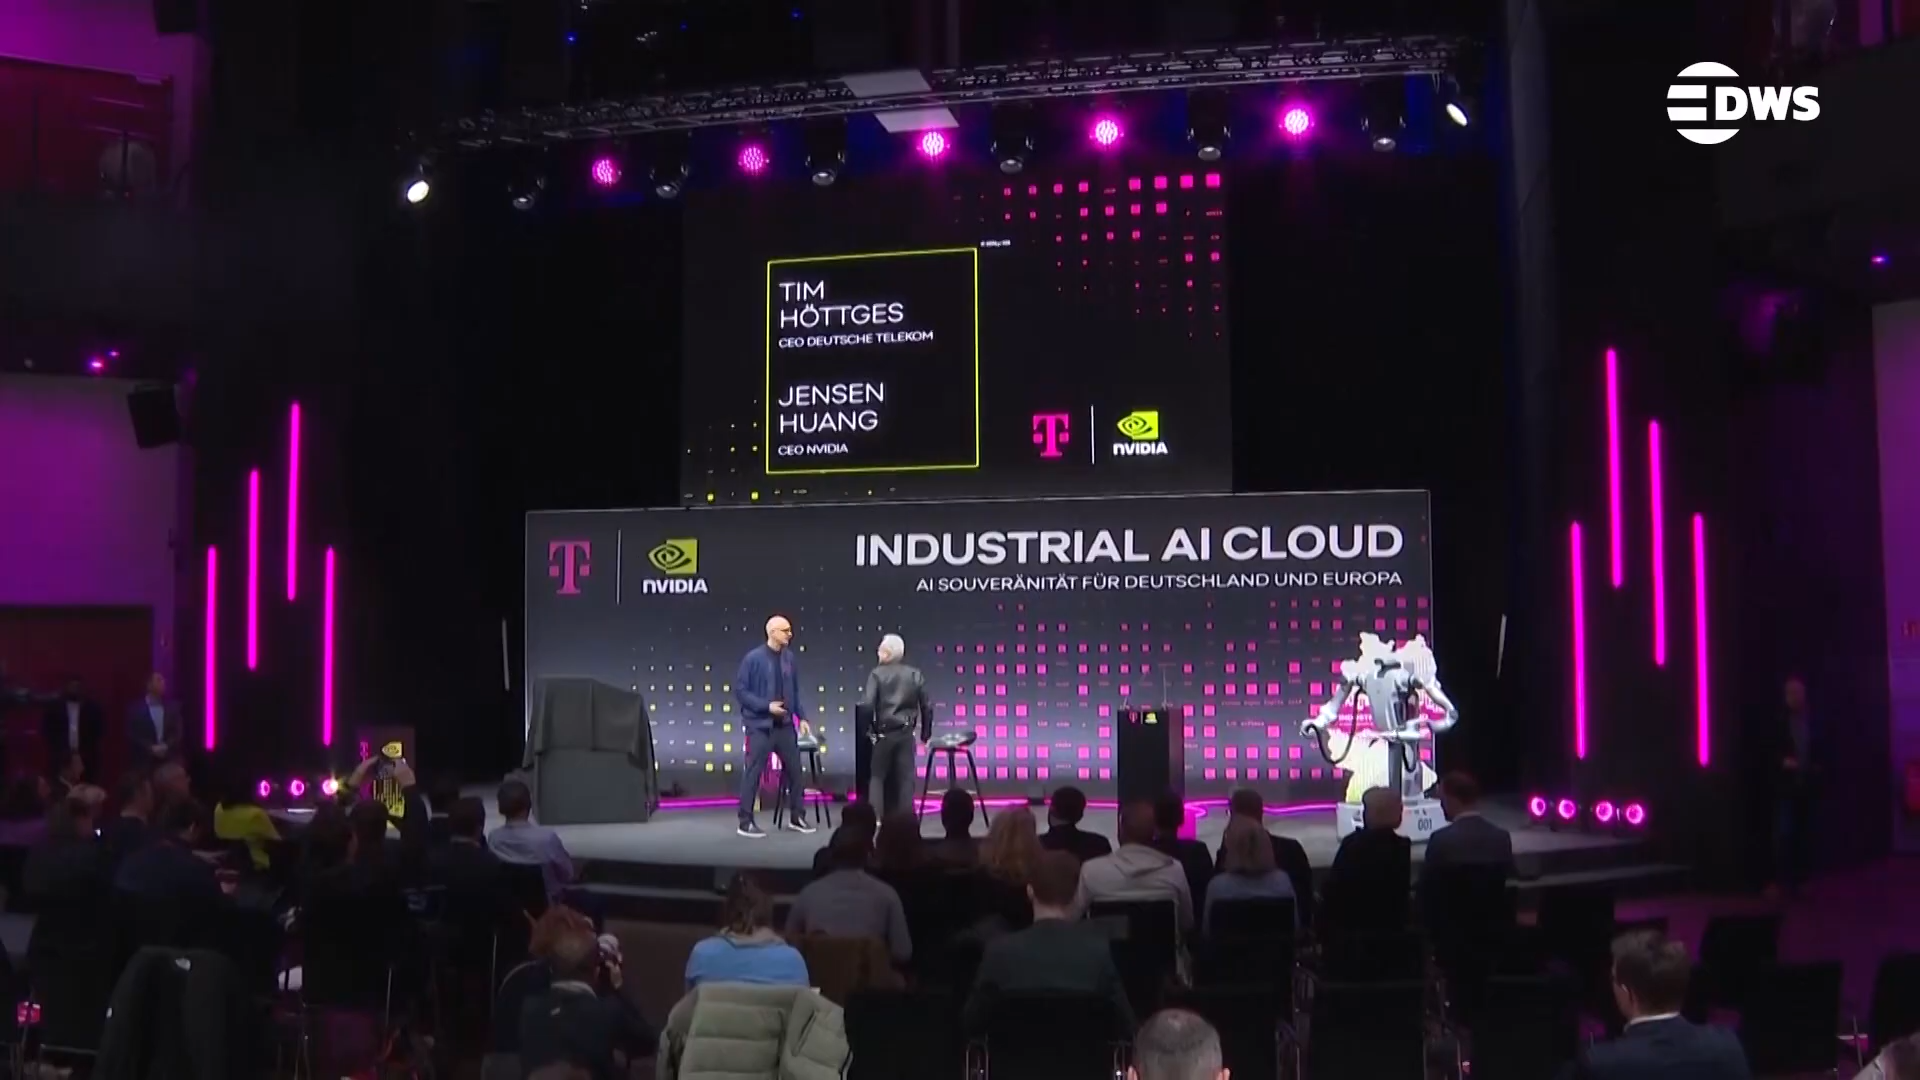 DWS
TIM
HÖTTGES
CEO DEUTSCHE TELEKOM
JENSEN
HUANG
CEO NVIDIA
T
NVIDIA
T
NVIDIA
INDUSTRIAL AI CLOUD
AI SOUVERÄNITÄT FÜR DEUTSCHLAND UND EUROPA
001